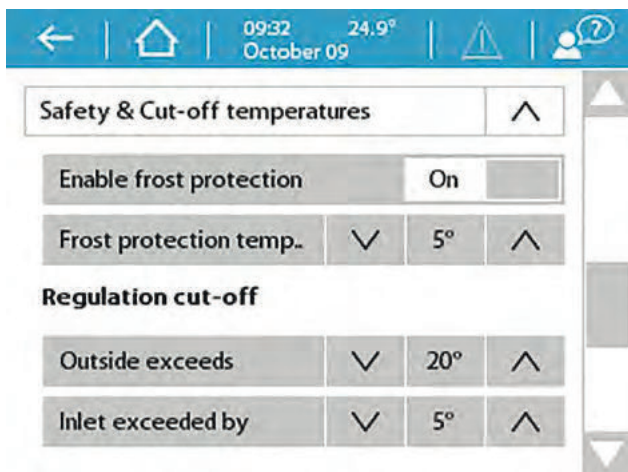 09:32 24.9°
October 09
?
Safety & Cut-off temperatures
Enable frost protection On
Frost protection temp.. 5°
Regulation cut-off
Outside exceeds 20°
Inlet exceeded by 5°